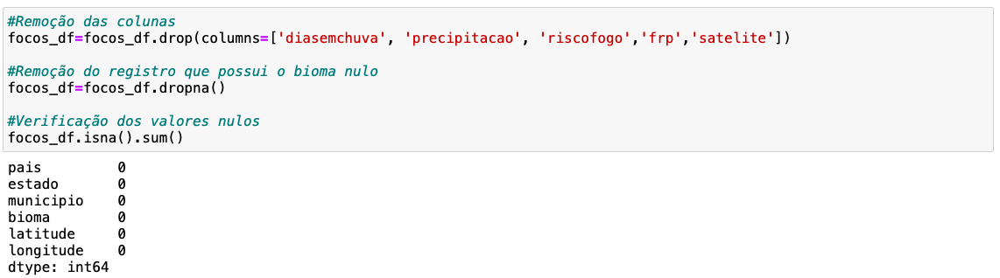 #Remoção das colunas
focos_df=focos_df.drop(columns=['diasemchuva', 'precipitacao', 'riscofogo','frp','satelite'])
#Remoção do registro que possui o bioma nulo
focos_df=focos_df.dropna()
#Verificação dos valores nulos
focos_df.isna().sum()
pais 0
estado 0
municipio 0
bioma 0
latitude 0
longitude 0
dtype: int64